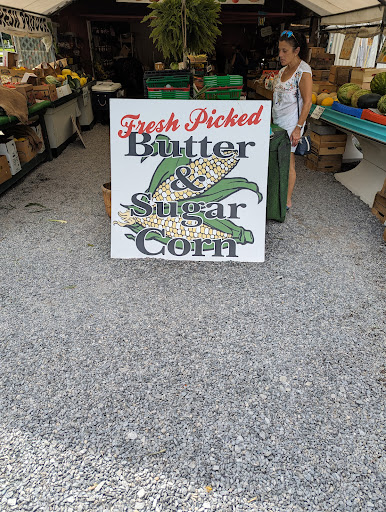 Fresh Picked
Butter
&
Sugar
Corn